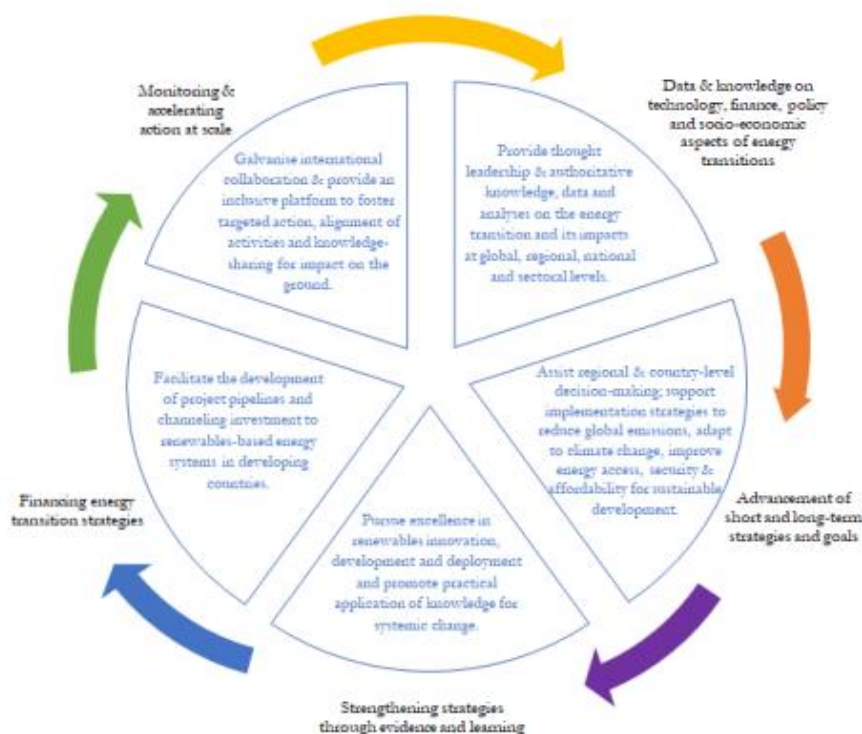 Monitoring &
accelerating
action at scale
Galvanise international
collaboration & provide an
inclusive platform to foster
targeted action, alignment of
activities and knowledge-
sharing for impact on the
ground.
Data & knowledge on
technology, finance, policy
and socio-economic
aspects of energy
transitions
Provide thought
leadership & authoritative
knowledge, data and
analyses on the energy
transition and its impacts
at global, regional, national
and sectoral levels.
Assist regional & country-level
decision-making; support
implementation strategies to
reduce global emissions, adapt
to climate change, improve
energy access, security &
affordability for sustainable
development.
Advancement of
short and long-term
strategies and goals
Pursue excellence in
renewables innovation,
development and deployment
and promote practical
application of knowledge for
systemic change.
Strengthening strategies
through evidence and learning
Facilitate the development
of project pipelines and
channeling investment to
renewables-based energy
systems in developing
countries.
Financing energy
transition strategies